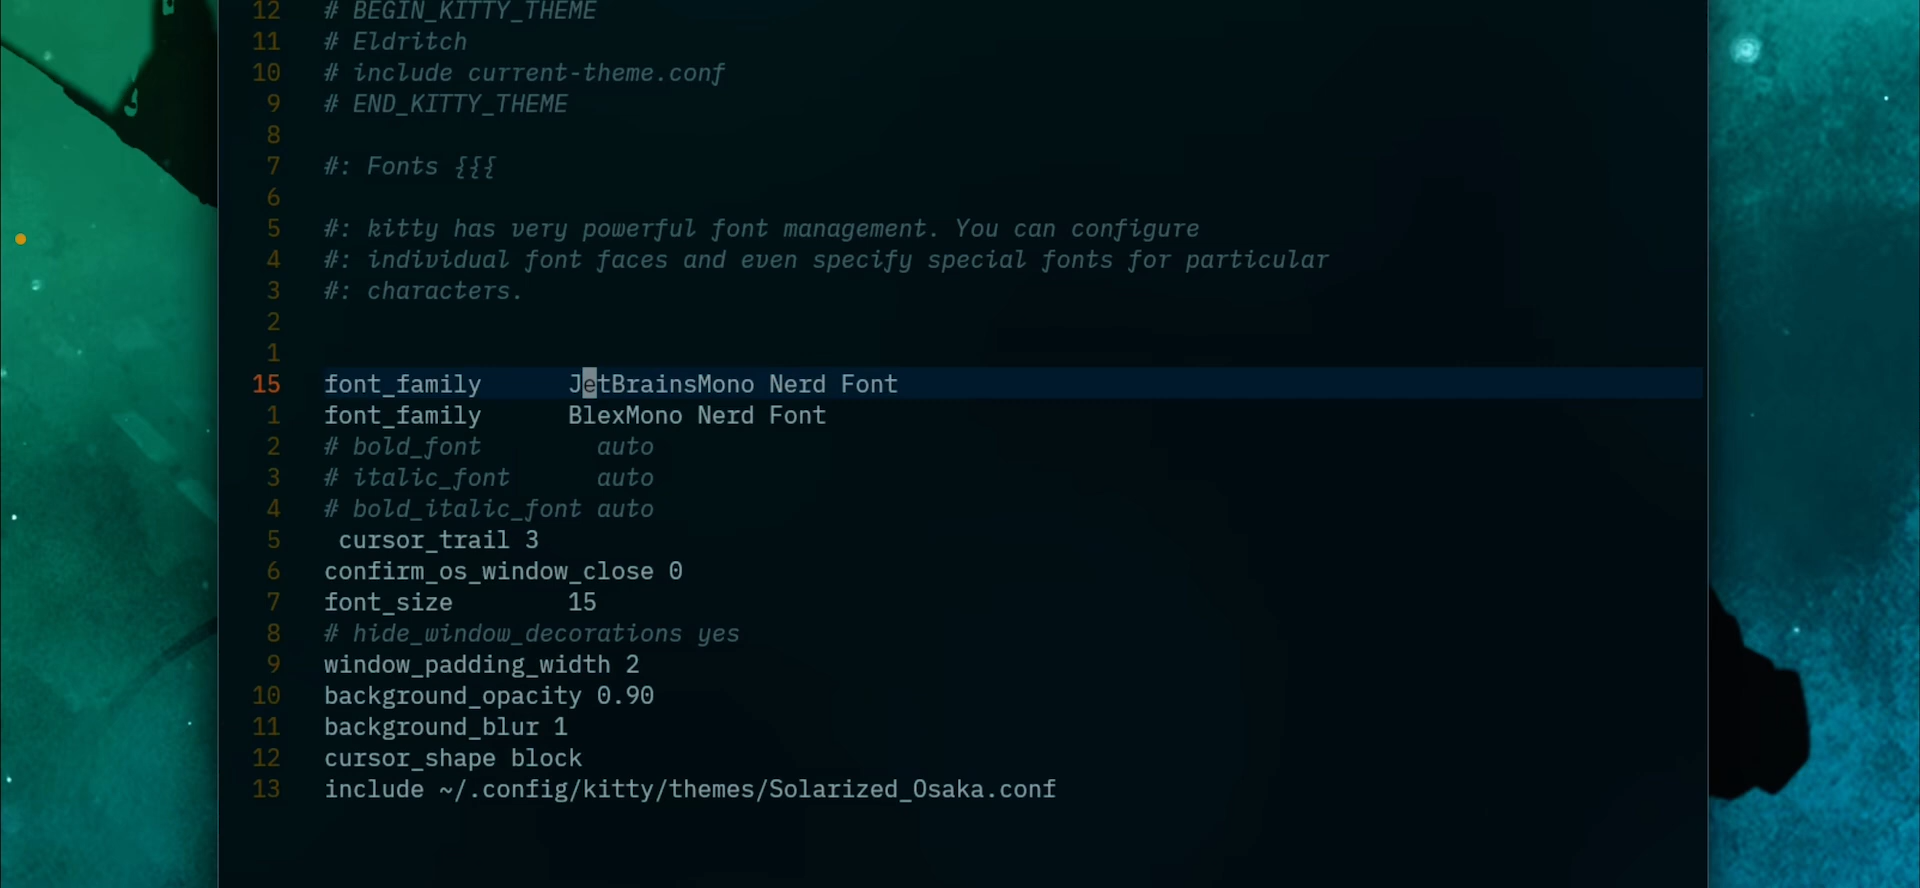 12 # BEGIN_KITTY_THEME
11 # Eldritch
10 # include current-theme.conf
9 # END_KITTY_THEME
8
7 #: Fonts {{{
6
5 #: kitty has very powerful font management. You can configure
4 #: individual font faces and even specify special fonts for particular
3 #: characters.
2
1
15 font_family      JetBrainsMono Nerd Font
1 font_family      BlexMono Nerd Font
2 # bold_font        auto
3 # italic_font      auto
4 # bold_italic_font auto
5  cursor_trail 3
6 confirm_os_window_close 0
7 font_size        15
8 # hide_window_decorations yes
9 window_padding_width 2
10 background_opacity 0.90
11 background_blur 1
12 cursor_shape block
13 include ~/.config/kitty/themes/Solarized_Osaka.conf